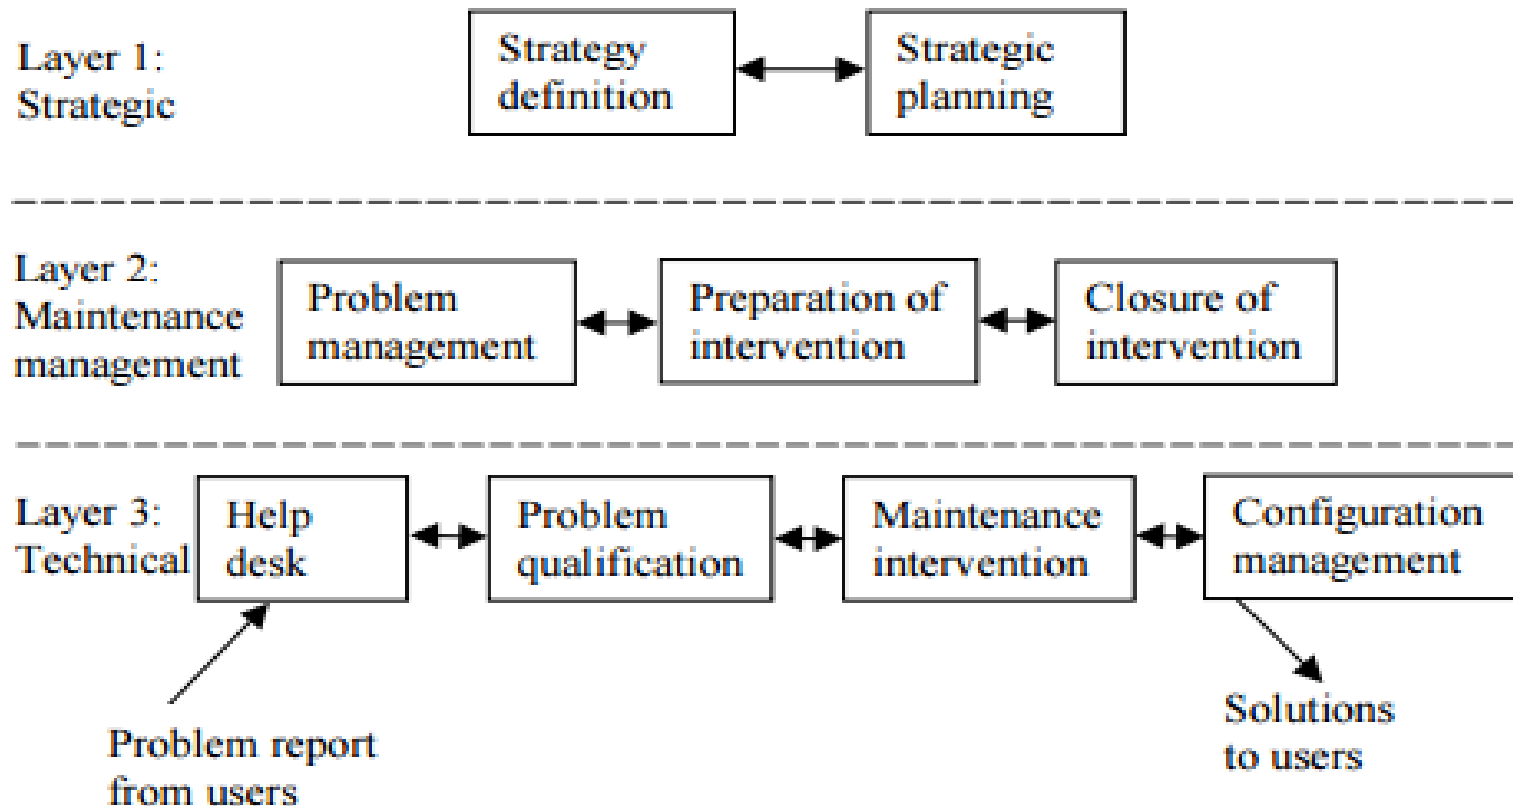 Layer 1:
Strategic
Strategy
definition
Strategic
planning
Layer 2:
Maintenance
management
Problem
management
Preparation of
intervention
Closure of
intervention
Layer 3:
Technical
Help
desk
Problem
qualification
Maintenance
intervention
Configuration
management
Problem report
from users
Solutions
to users